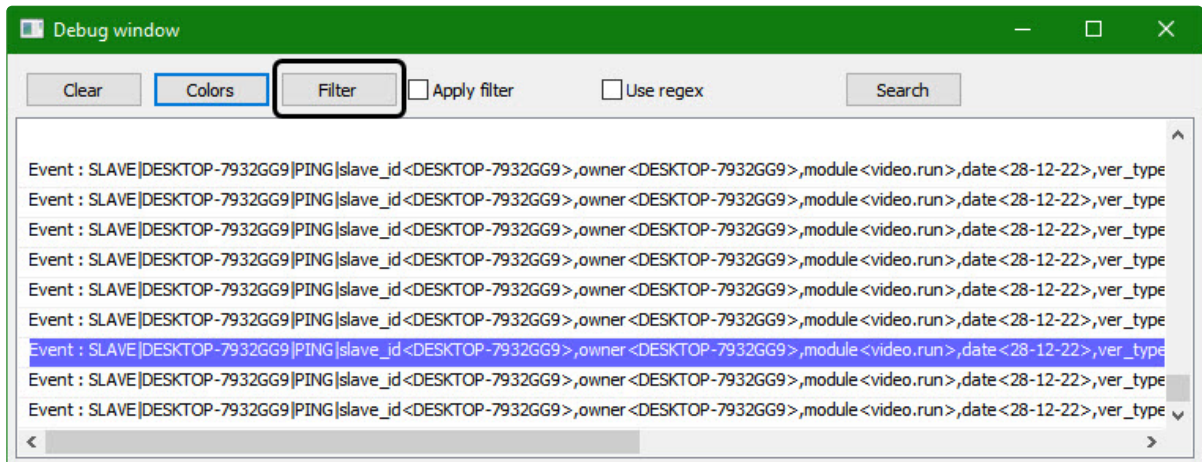 Debug window
Clear Colors Filter Apply filter Use regex Search
Event : SLAVE|DESKTOP-7932GG9|PING|slave_id<DESKTOP-7932GG9>,owner<DESKTOP-7932GG9>,module<video.run>,date<28-12-22>,ver_type
Event : SLAVE|DESKTOP-7932GG9|PING|slave_id<DESKTOP-7932GG9>,owner<DESKTOP-7932GG9>,module<video.run>,date<28-12-22>,ver_type
Event : SLAVE|DESKTOP-7932GG9|PING|slave_id<DESKTOP-7932GG9>,owner<DESKTOP-7932GG9>,module<video.run>,date<28-12-22>,ver_type
Event : SLAVE|DESKTOP-7932GG9|PING|slave_id<DESKTOP-7932GG9>,owner<DESKTOP-7932GG9>,module<video.run>,date<28-12-22>,ver_type
Event : SLAVE|DESKTOP-7932GG9|PING|slave_id<DESKTOP-7932GG9>,owner<DESKTOP-7932GG9>,module<video.run>,date<28-12-22>,ver_type
Event : SLAVE|DESKTOP-7932GG9|PING|slave_id<DESKTOP-7932GG9>,owner<DESKTOP-7932GG9>,module<video.run>,date<28-12-22>,ver_type
Event : SLAVE|DESKTOP-7932GG9|PING|slave_id<DESKTOP-7932GG9>,owner<DESKTOP-7932GG9>,module<video.run>,date<28-12-22>,ver_type
Event : SLAVE|DESKTOP-7932GG9|PING|slave_id<DESKTOP-7932GG9>,owner<DESKTOP-7932GG9>,module<video.run>,date<28-12-22>,ver_type
Event : SLAVE|DESKTOP-7932GG9|PING|slave_id<DESKTOP-7932GG9>,owner<DESKTOP-7932GG9>,module<video.run>,date<28-12-22>,ver_type